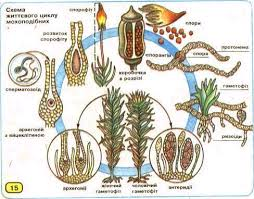 Схема
життєвого циклу
мохоподібних
спорофіт
спори
розвиток
спорофіту
протонема
спорангій
спора
сперматозоїд
коробочка
в розрізі
гаметофіт
архегоній
з яйцеклітиною
ризоїди
архегонії
жіночий
гаметофіт
чоловічий
гаметофіт
антеридії
15